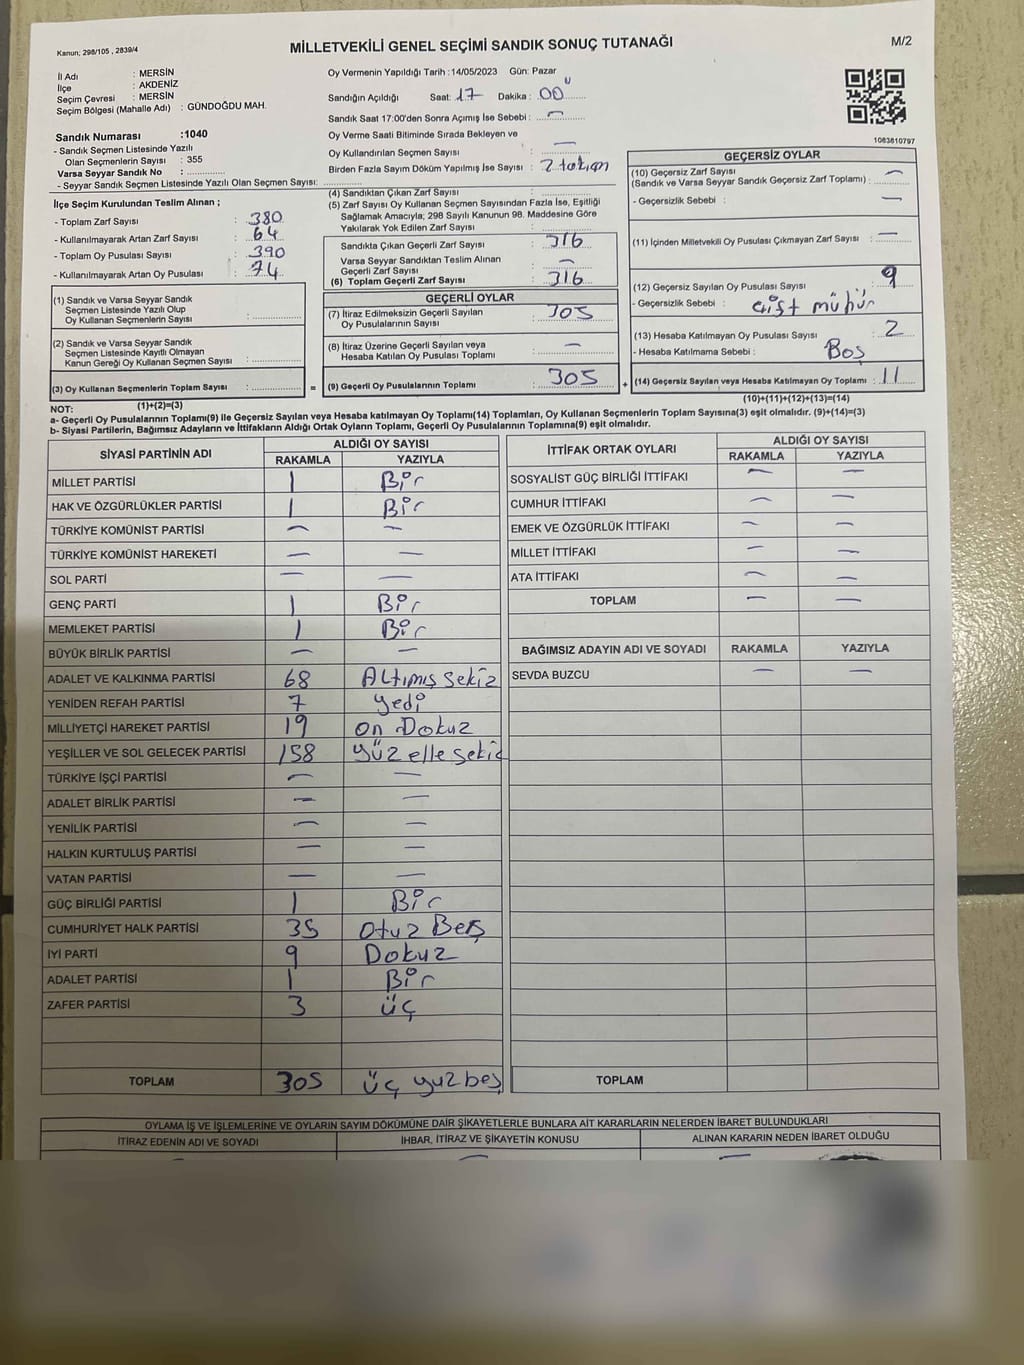 Kanun; 298/105 , 2839/4
MİLLETVEKİLİ GENEL SEÇİMİ SANDIK SONUÇ TUTANAĞI
M/2
İl Adı : MERSİN
İlçe : AKDENİZ
Seçim Çevresi : MERSİN
Seçim Bölgesi (Mahalle Adı) : GÜNDOĞDU MAH.
Sandık Numarası :1040
- Sandık Seçmen Listesinde Yazılı
Olan Seçmenlerin Sayısı : 355
Varsa Seyyar Sandık No : ..............
- Seyyar Sandık Seçmen Listesinde Yazılı Olan Seçmen Sayısı: ..............
Oy Vermenin Yapıldığı Tarih : 14/05/2023 Gün: Pazar
Sandığın Açıldığı Saat: 17 Dakika : 00
Sandık Saat 17:00'den Sonra Açımış İse Sebebi : —
Oy Verme Saati Bitiminde Sırada Bekleyen ve
Oy Kullandırılan Seçmen Sayısı : —
Birden Fazla Sayım Döküm Yapılmış İse Sayısı : 2 takım
1083610797
İlçe Seçim Kurulundan Teslim Alınan ;
- Toplam Zarf Sayısı : 380
- Kullanılmayarak Artan Zarf Sayısı : 64
- Toplam Oy Pusulası Sayısı : 390
- Kullanılmayarak Artan Oy Pusulası : 74
(1) Sandık ve Varsa Seyyar Sandık
Seçmen Listesinde Yazılı Olup
Oy Kullanan Seçmenlerin Sayısı : ..............
(2) Sandık ve Varsa Seyyar Sandık
Seçmen Listesinde Kayıtlı Olmayan
Kanun Gereği Oy Kullanan Seçmen Sayısı : ..............
(3) Oy Kullanan Seçmenlerin Toplam Sayısı : .............. =
(1)+(2)=(3)
(4) Sandıktan Çıkan Zarf Sayısı : ..............
(5) Zarf Sayısı Oy Kullanan Seçmen Sayısından Fazla İse, Eşitliği
Sağlamak Amacıyla; 298 Sayılı Kanunun 98. Maddesine Göre
Yakılarak Yok Edilen Zarf Sayısı : ..............
Sandıkta Çıkan Geçerli Zarf Sayısı : 316
Varsa Seyyar Sandıktan Teslim Alınan
Geçerli Zarf Sayısı : —
(6) Toplam Geçerli Zarf Sayısı : 316
GEÇERLİ OYLAR
(7) İtiraz Edilmeksizin Geçerli Sayılan
Oy Pusulalarının Sayısı : 305
(8) İtiraz Üzerine Geçerli Sayılan veya
Hesaba Katılan Oy Pusulası Toplamı : —
(9) Geçerli Oy Pusulalarının Toplamı : 305 +
GEÇERSİZ OYLAR
(10) Geçersiz Zarf Sayısı
(Sandık ve Varsa Seyyar Sandık Geçersiz Zarf Toplamı) : —
- Geçersizlik Sebebi : —
(11) İçinden Milletvekili Oy Pusulası Çıkmayan Zarf Sayısı : —
(12) Geçersiz Sayılan Oy Pusulası Sayısı : 9
- Geçersizlik Sebebi : çift mühür
(13) Hesaba Katılmayan Oy Pusulası Sayısı : 2
- Hesaba Katılmama Sebebi : Boş
(14) Geçersiz Sayılan veya Hesaba Katılmayan Oy Toplamı : 11
(10)+(11)+(12)+(13)=(14)
NOT:
a- Geçerli Oy Pusulalarının Toplamı(9) ile Geçersiz Sayılan veya Hesaba katılmayan Oy Toplamı(14) Toplamları, Oy Kullanan Seçmenlerin Toplam Sayısına(3) eşit olmalıdır. (9)+(14)=(3)
b- Siyasi Partilerin, Bağımsız Adayların ve İttifakların Aldığı Ortak Oyların Toplamı, Geçerli Oy Pusulalarının Toplamına(9) eşit olmalıdır.
SİYASİ PARTİNİN ADI ALDIĞI OY SAYISI
RAKAMLA YAZIYLA
MİLLET PARTİSİ 1 Bir
HAK VE ÖZGÜRLÜKLER PARTİSİ 1 Bir
TÜRKİYE KOMÜNİST PARTİSİ — —
TÜRKİYE KOMÜNİST HAREKETİ — —
SOL PARTİ — —
GENÇ PARTİ 1 Bir
MEMLEKET PARTİSİ 1 Bir
BÜYÜK BİRLİK PARTİSİ — —
ADALET VE KALKINMA PARTİSİ 68 Altımış sekiz
YENİDEN REFAH PARTİSİ 7 yedi
MİLLİYETÇİ HAREKET PARTİSİ 19 on Dokuz
YEŞİLLER VE SOL GELECEK PARTİSİ 158 yüz elle sekiz
TÜRKİYE İŞÇİ PARTİSİ — —
ADALET BİRLİK PARTİSİ — —
YENİLİK PARTİSİ — —
HALKIN KURTULUŞ PARTİSİ — —
VATAN PARTİSİ — —
GÜÇ BİRLİĞİ PARTİSİ 1 Bir
CUMHURİYET HALK PARTİSİ 35 Otuz Beş
İYİ PARTİ 9 Dokuz
ADALET PARTİSİ 1 Bir
ZAFER PARTİSİ 3 üç
TOPLAM 305 üç yüz beş
İTTİFAK ORTAK OYLARI ALDIĞI OY SAYISI
RAKAMLA YAZIYLA
SOSYALİST GÜÇ BİRLİĞİ İTTİFAKI — —
CUMHUR İTTİFAKI — —
EMEK VE ÖZGÜRLÜK İTTİFAKI — —
MİLLET İTTİFAKI — —
ATA İTTİFAKI — —
TOPLAM — —
BAĞIMSIZ ADAYIN ADI VE SOYADI RAKAMLA YAZIYLA
SEVDA BUZCU — —
TOPLAM
OYLAMA İŞ VE İŞLEMLERİNE VE OYLARIN SAYIM DÖKÜMÜNE DAİR ŞİKAYETLERLE BUNLARA AİT KARARLARIN NELERDEN İBARET BULUNDUKLARI
İTİRAZ EDENİN ADI VE SOYADI İHBAR, İTİRAZ VE ŞİKAYETİN KONUSU ALINAN KARARIN NEDEN İBARET OLDUĞU